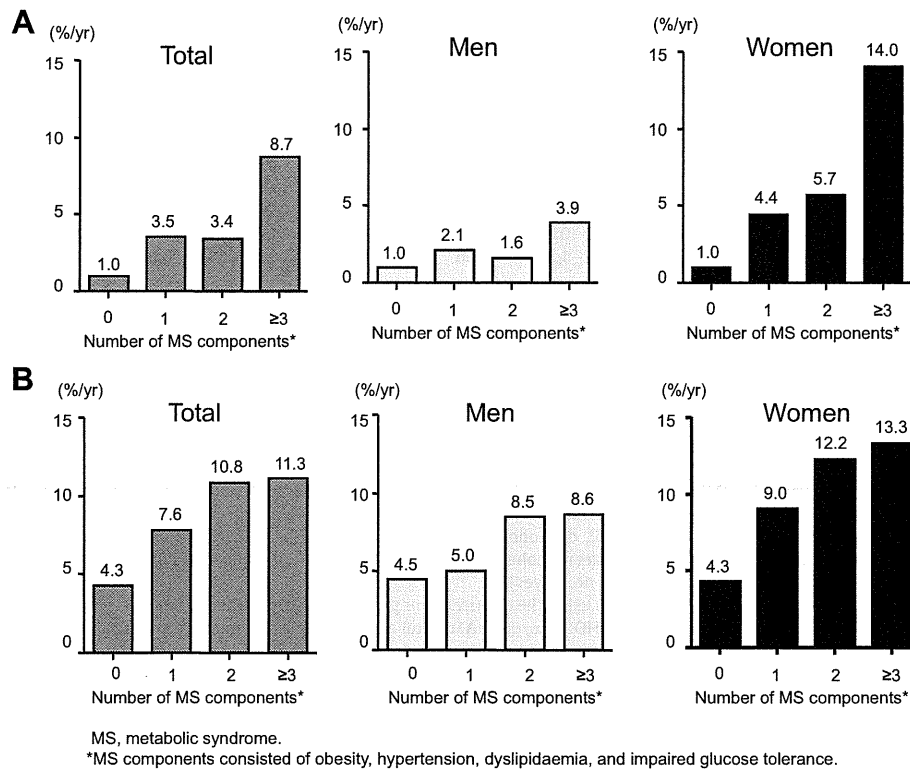 A
(%/yr) (%/yr) (%/yr)
Total Men Women
15 15 15
14.0
10 10 10
8.7
5 5 5
3.5 3.4 2.1 1.6 3.9 4.4 5.7
1.0 1.0 1.0
0 0 0
0 1 2 ≥3 0 1 2 ≥3 0 1 2 ≥3
Number of MS components* Number of MS components* Number of MS components*
B
(%/yr) (%/yr) (%/yr)
Total Men Women
15 15 15
10.8 11.3 12.2 13.3
10 10 10
7.6 8.5 8.6 9.0
5 5 5
4.3 4.5 5.0 4.3
0 0 0
0 1 2 ≥3 0 1 2 ≥3 0 1 2 ≥3
Number of MS components* Number of MS components* Number of MS components*
MS, metabolic syndrome.
*MS components consisted of obesity, hypertension, dyslipidaemia, and impaired glucose tolerance.